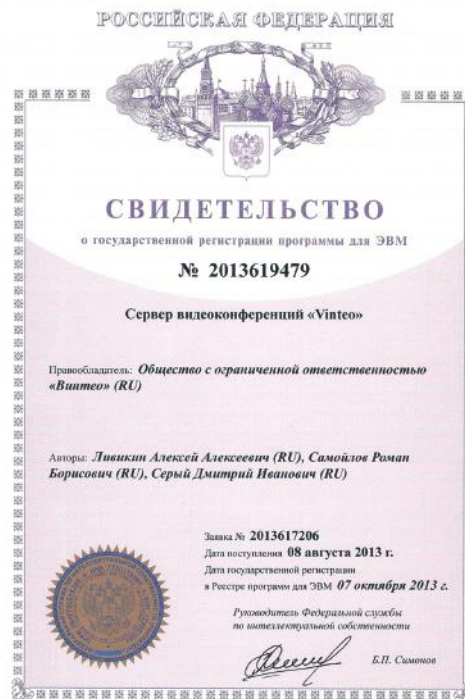 РОССИЙСКАЯ ФЕДЕРАЦИЯ
СВИДЕТЕЛЬСТВО
о государственной регистрации программы для ЭВМ
№ 2013619479
Сервер видеоконференций «Vinteo»
Правообладатель: Общество с ограниченной ответственностью
«Винтео» (RU)
Авторы: Ливикин Алексей Алексеевич (RU), Самойлов Роман
Борисович (RU), Серый Дмитрий Иванович (RU)
Заявка № 2013617206
Дата поступления 08 августа 2013 г.
Дата государственной регистрации
в Реестре программ для ЭВМ 07 октября 2013 г.
Руководитель Федеральной службы
по интеллектуальной собственности
Б.П. Симонов